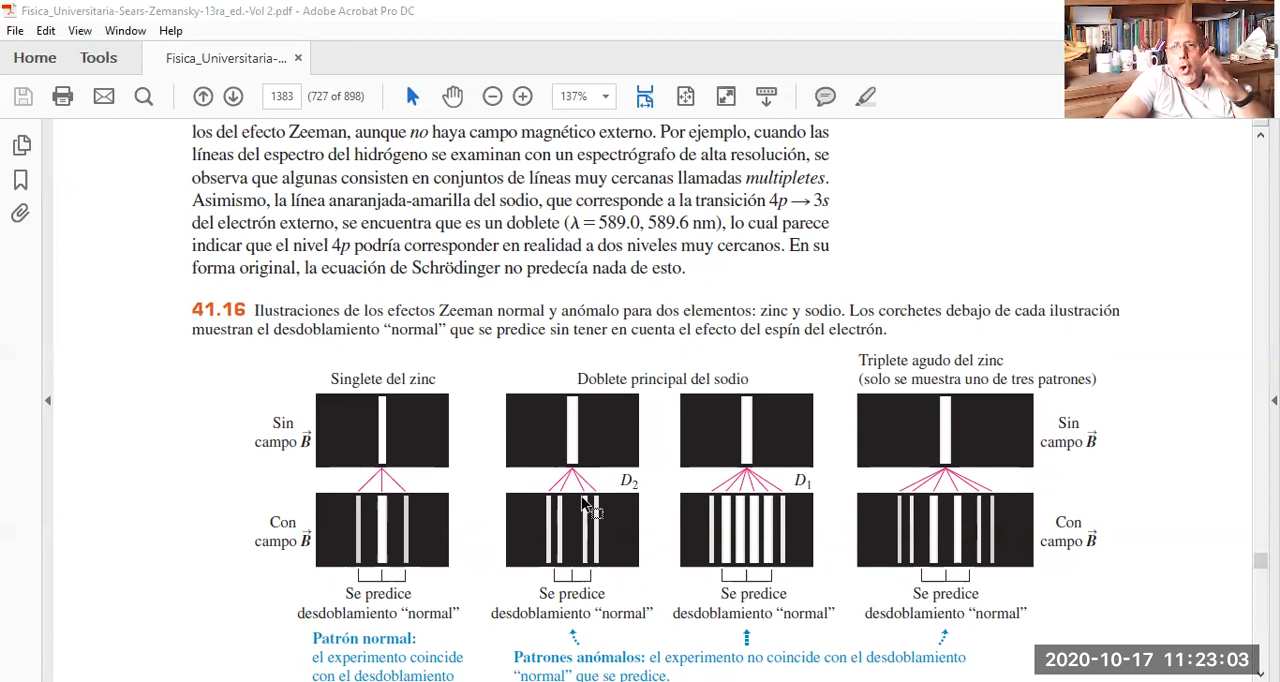 Fisica_Universitaria-Sears-Zemansky-13ra_ed.-Vol 2.pdf - Adobe Acrobat Pro DC
File Edit View Window Help
Home Tools Fisica_Universitaria-... ×
1383 (727 of 898) 137%
los del efecto Zeeman, aunque no haya campo magnético externo. Por ejemplo, cuando las
líneas del espectro del hidrógeno se examinan con un espectrógrafo de alta resolución, se
observa que algunas consisten en conjuntos de líneas muy cercanas llamadas multipletes.
Asimismo, la línea anaranjada-amarilla del sodio, que corresponde a la transición 4p → 3s
del electrón externo, se encuentra que es un doblete (λ = 589.0, 589.6 nm), lo cual parece
indicar que el nivel 4p podría corresponder en realidad a dos niveles muy cercanos. En su
forma original, la ecuación de Schrödinger no predecía nada de esto.
41.16 Ilustraciones de los efectos Zeeman normal y anómalo para dos elementos: zinc y sodio. Los corchetes debajo de cada ilustración
muestran el desdoblamiento “normal” que se predice sin tener en cuenta el efecto del espín del electrón.
Triplete agudo del zinc
Singlete del zinc Doblete principal del sodio (solo se muestra uno de tres patrones)
Sin Sin
campo B⃗ campo B⃗
D₂ D₁
Con Con
campo B⃗ campo B⃗
Se predice Se predice Se predice Se predice
desdoblamiento “normal” desdoblamiento “normal” desdoblamiento “normal” desdoblamiento “normal”
Patrón normal:
el experimento coincide Patrones anómalos: el experimento no coincide con el desdoblamiento
con el desdoblamiento “normal” que se predice.
2020-10-17 11:23:03